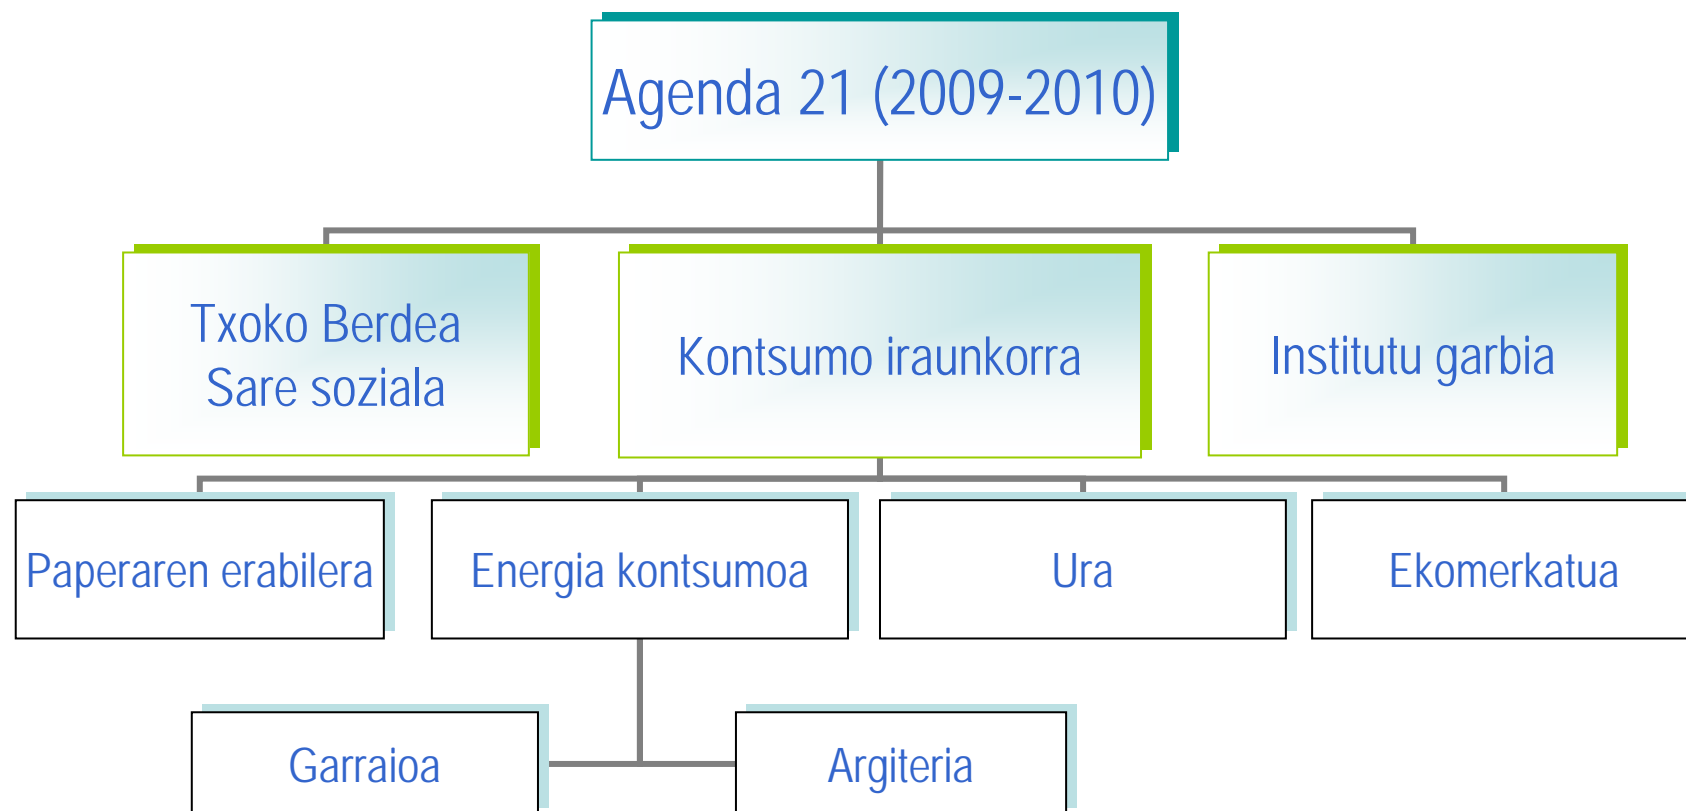 Agenda 21 (2009-2010)
Txoko Berdea
Sare soziala
Kontsumo iraunkorra
Institutu garbia
Paperaren erabilera
Energia kontsumoa
Ura
Ekomerkatua
Garraioa
Argiteria